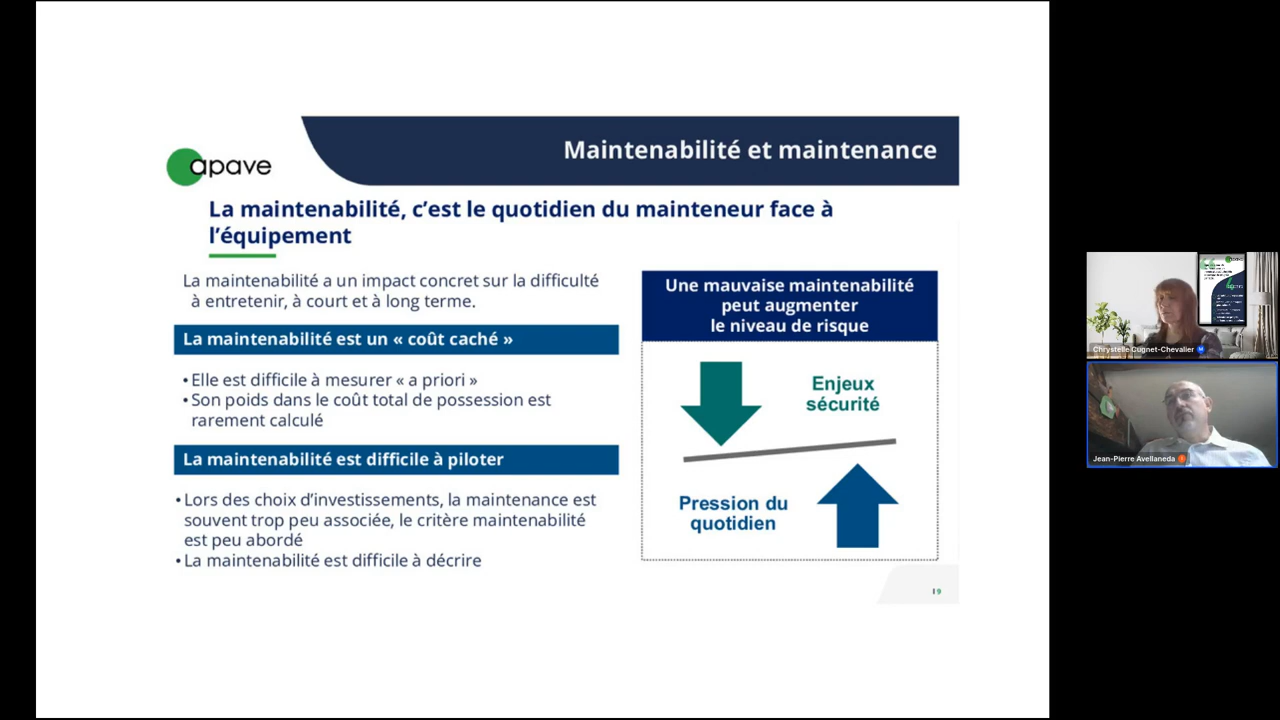 apave
Maintenabilité et maintenance
La maintenabilité, c’est le quotidien du mainteneur face à
l’équipement
La maintenabilité a un impact concret sur la difficulté
à entretenir, à court et à long terme.
La maintenabilité est un « coût caché »
• Elle est difficile à mesurer « a priori »
• Son poids dans le coût total de possession est
rarement calculé
La maintenabilité est difficile à piloter
• Lors des choix d’investissements, la maintenance est
souvent trop peu associée, le critère maintenabilité
est peu abordé
• La maintenabilité est difficile à décrire
Une mauvaise maintenabilité
peut augmenter
le niveau de risque
Enjeux
sécurité
Pression du
quotidien
I 9
Chrystelle Cugnet-Chevalier
Jean-Pierre Avellaneda